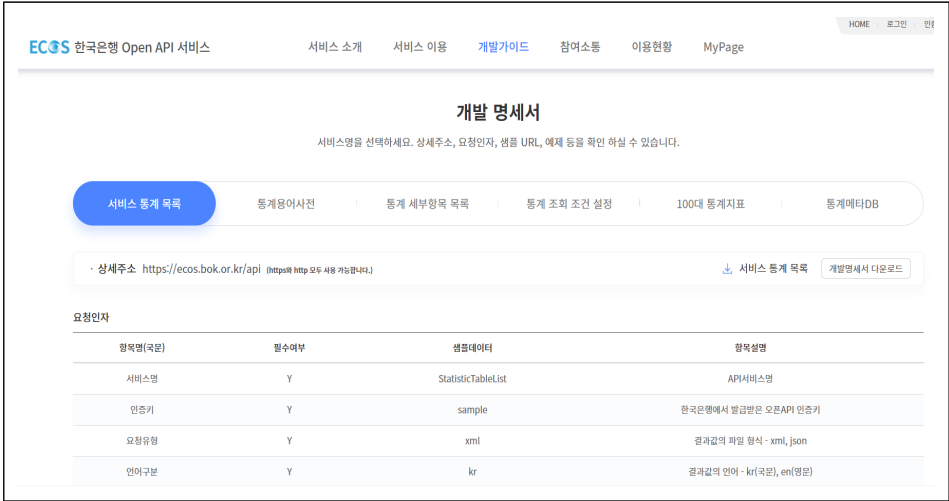 HOME 로그인 인증
ECOS 한국은행 Open API 서비스 서비스 소개 서비스 이용 개발가이드 참여소통 이용현황 MyPage
개발 명세서
서비스명을 선택하세요. 상세주소, 요청인자, 샘플 URL, 예제 등을 확인 하실 수 있습니다.
서비스 통계 목록 통계용어사전 통계 세부항목 목록 통계 조회 조건 설정 100대 통계지표 통계메타DB
· 상세주소 https://ecos.bok.or.kr/api (https와 http 모두 사용 가능합니다.) 서비스 통계 목록 개발명세서 다운로드
요청인자
항목명(국문) 필수여부 샘플데이터 항목설명
서비스명 Y StatisticTableList API서비스명
인증키 Y sample 한국은행에서 발급받은 오픈API 인증키
요청유형 Y xml 결과값의 파일 형식 - xml, json
언어구분 Y kr 결과값의 언어 - kr(국문), en(영문)